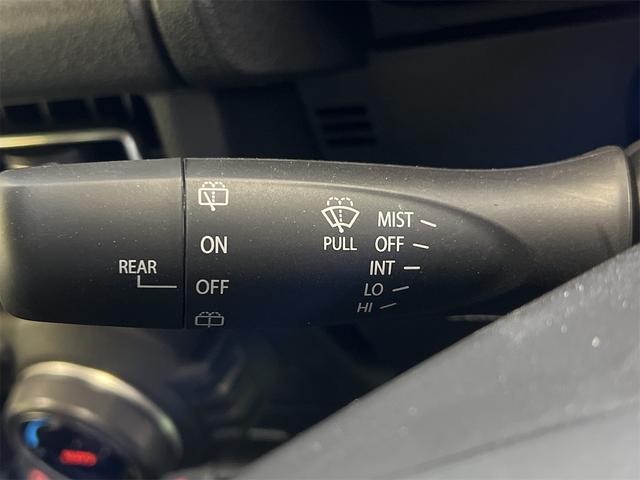 REAR
ON
OFF
PULL
MIST
OFF
INT
LO
HI